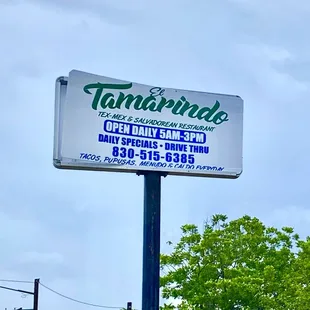 El
Tamarindo
TEX-MEX & SALVADOREAN RESTAURANT
OPEN DAILY 5AM-3PM
DAILY SPECIALS • DRIVE THRU
830-515-6385
TACOS, PUPUSAS, MENUDO & CALDO EVERYDAY